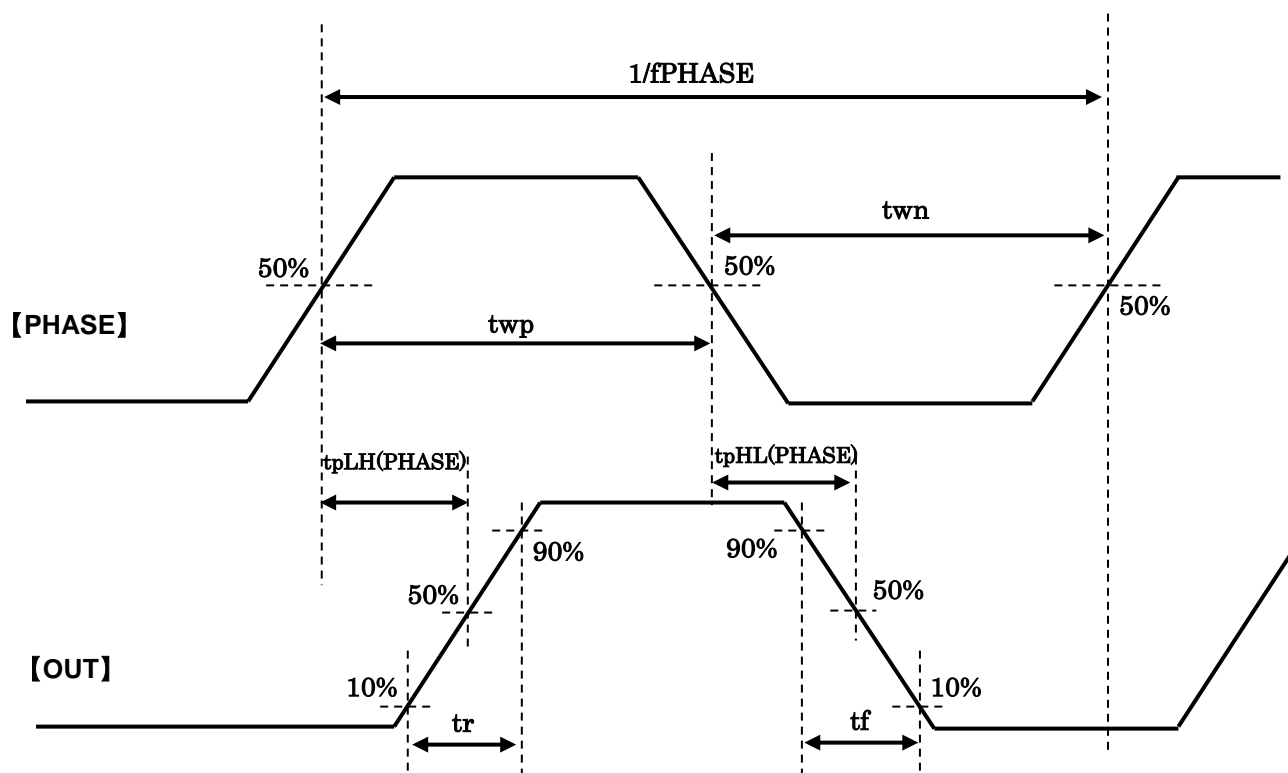 1/fPHASE
twn
50%
50%
50%
【PHASE】
twp
tpLH(PHASE)
tpHL(PHASE)
90%
90%
50%
50%
【OUT】
10%
10%
tr
tf